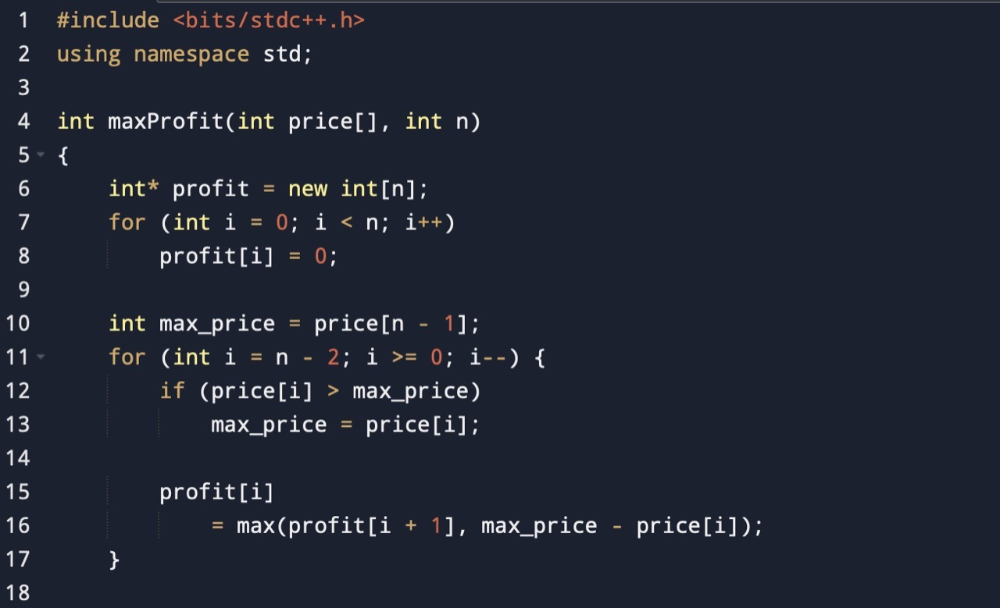 1 #include <bits/stdc++.h>
2 using namespace std;
3
4 int maxProfit(int price[], int n)
5 {
6     int* profit = new int[n];
7     for (int i = 0; i < n; i++)
8         profit[i] = 0;
9
10     int max_price = price[n - 1];
11     for (int i = n - 2; i >= 0; i--) {
12         if (price[i] > max_price)
13             max_price = price[i];
14
15         profit[i]
16             = max(profit[i + 1], max_price - price[i]);
17     }
18